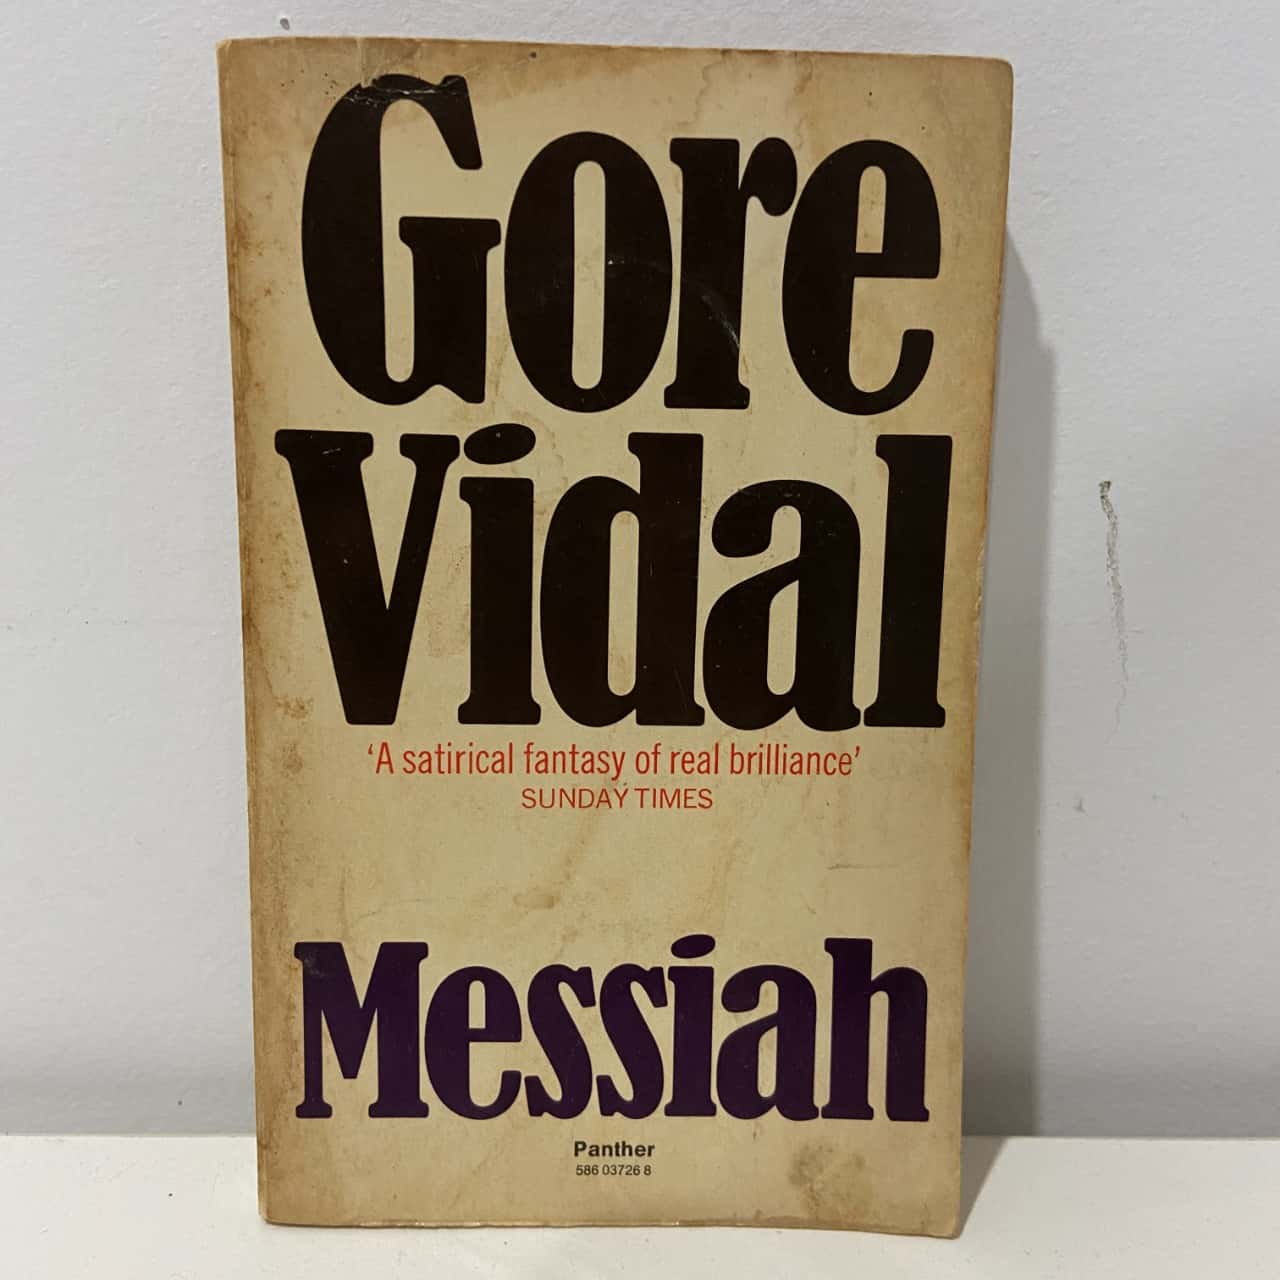 Gore
Vidal
‘A satirical fantasy of real brilliance’
SUNDAY TIMES
Messiah
Panther
586 03726 8